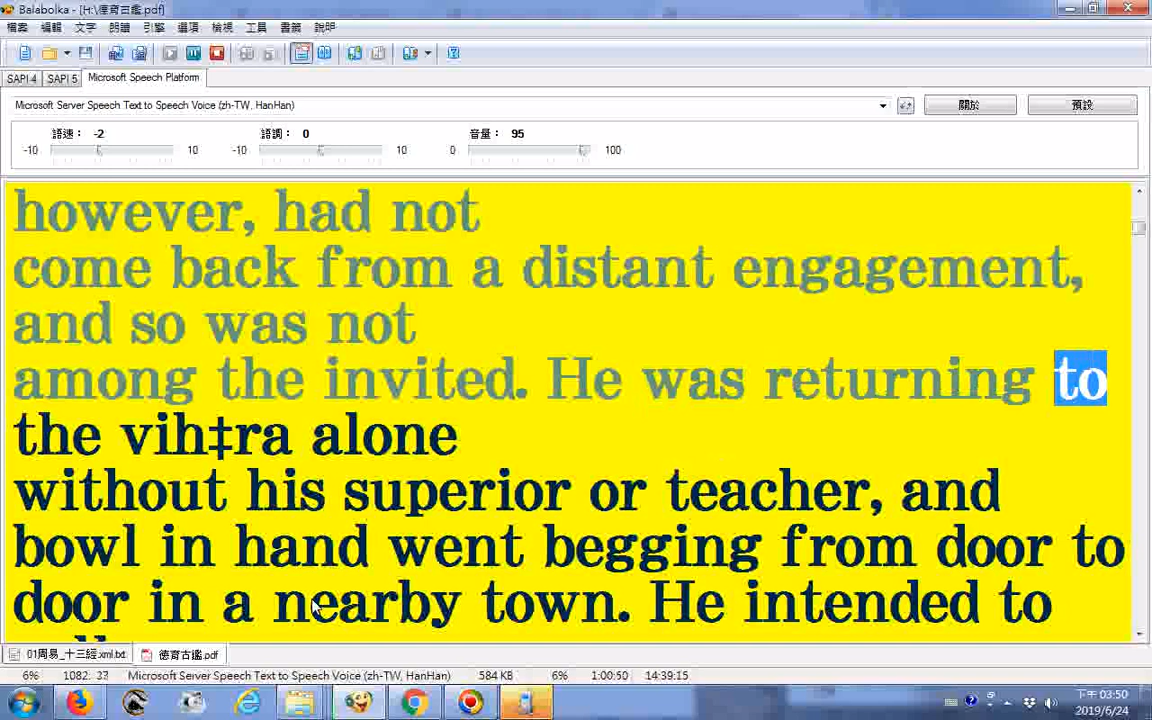 Balabolka - [H:\德育古鑑.pdf]
檔案 編輯 文字 朗讀 引擎 選項 檢視 工具 書籤 說明
SAPI 4 SAPI 5 Microsoft Speech Platform
Microsoft Server Speech Text to Speech Voice (zh-TW, HanHan) 關於 預設
語速： -2 語調： 0 音量： 95
-10 10 -10 10 0 100
however, had not
come back from a distant engagement,
and so was not
among the invited. He was returning to
the vih‡ra alone
without his superior or teacher, and
bowl in hand went begging from door to
door in a nearby town. He intended to
01周易_十三經.xml.txt 德育古鑑.pdf
6% 1082: 37 Microsoft Server Speech Text to Speech Voice (zh-TW, HanHan) 584 KB 6% 1:00:50 14:39:15
下午 03:50
2019/6/24